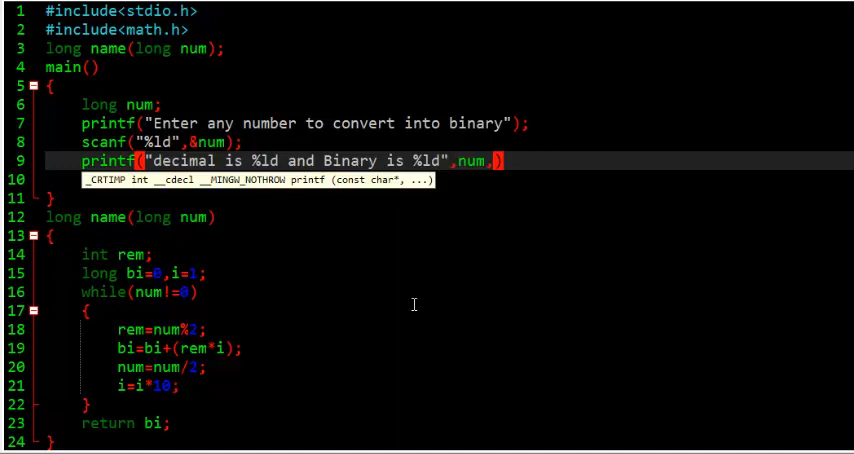 1 #include<stdio.h>
2 #include<math.h>
3 long name(long num);
4 main()
5 {
6 long num;
7 printf("Enter any number to convert into binary");
8 scanf("%ld",&num);
9 printf("decimal is %ld and Binary is %ld",num,)
10 _CRTIMP int __cdecl __MINGW_NOTHROW printf (const char*, ...)
11 }
12 long name(long num)
13 {
14 int rem;
15 long bi=0,i=1;
16 while(num!=0)
17 {
18 rem=num%2;
19 bi=bi+(rem*i);
20 num=num/2;
21 i=i*10;
22 }
23 return bi;
24 }